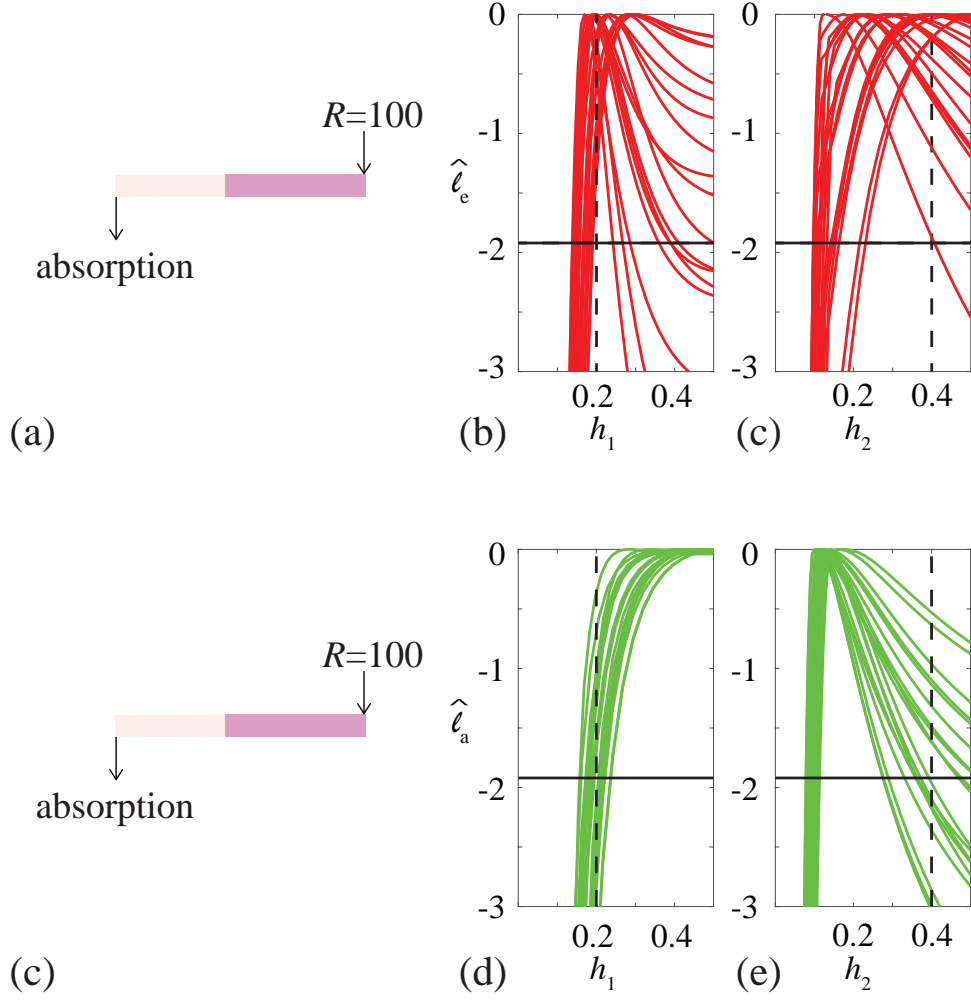 R=100
absorption
(a)
0
-1
-2
-3
ℓ̂e
0.2 0.4
h1
(b)
0
-1
-2
-3
0.2 0.4
h2
(c)
R=100
absorption
(c)
0
-1
-2
-3
ℓ̂a
0.2 0.4
h1
(d)
0
-1
-2
-3
0.2 0.4
h2
(e)